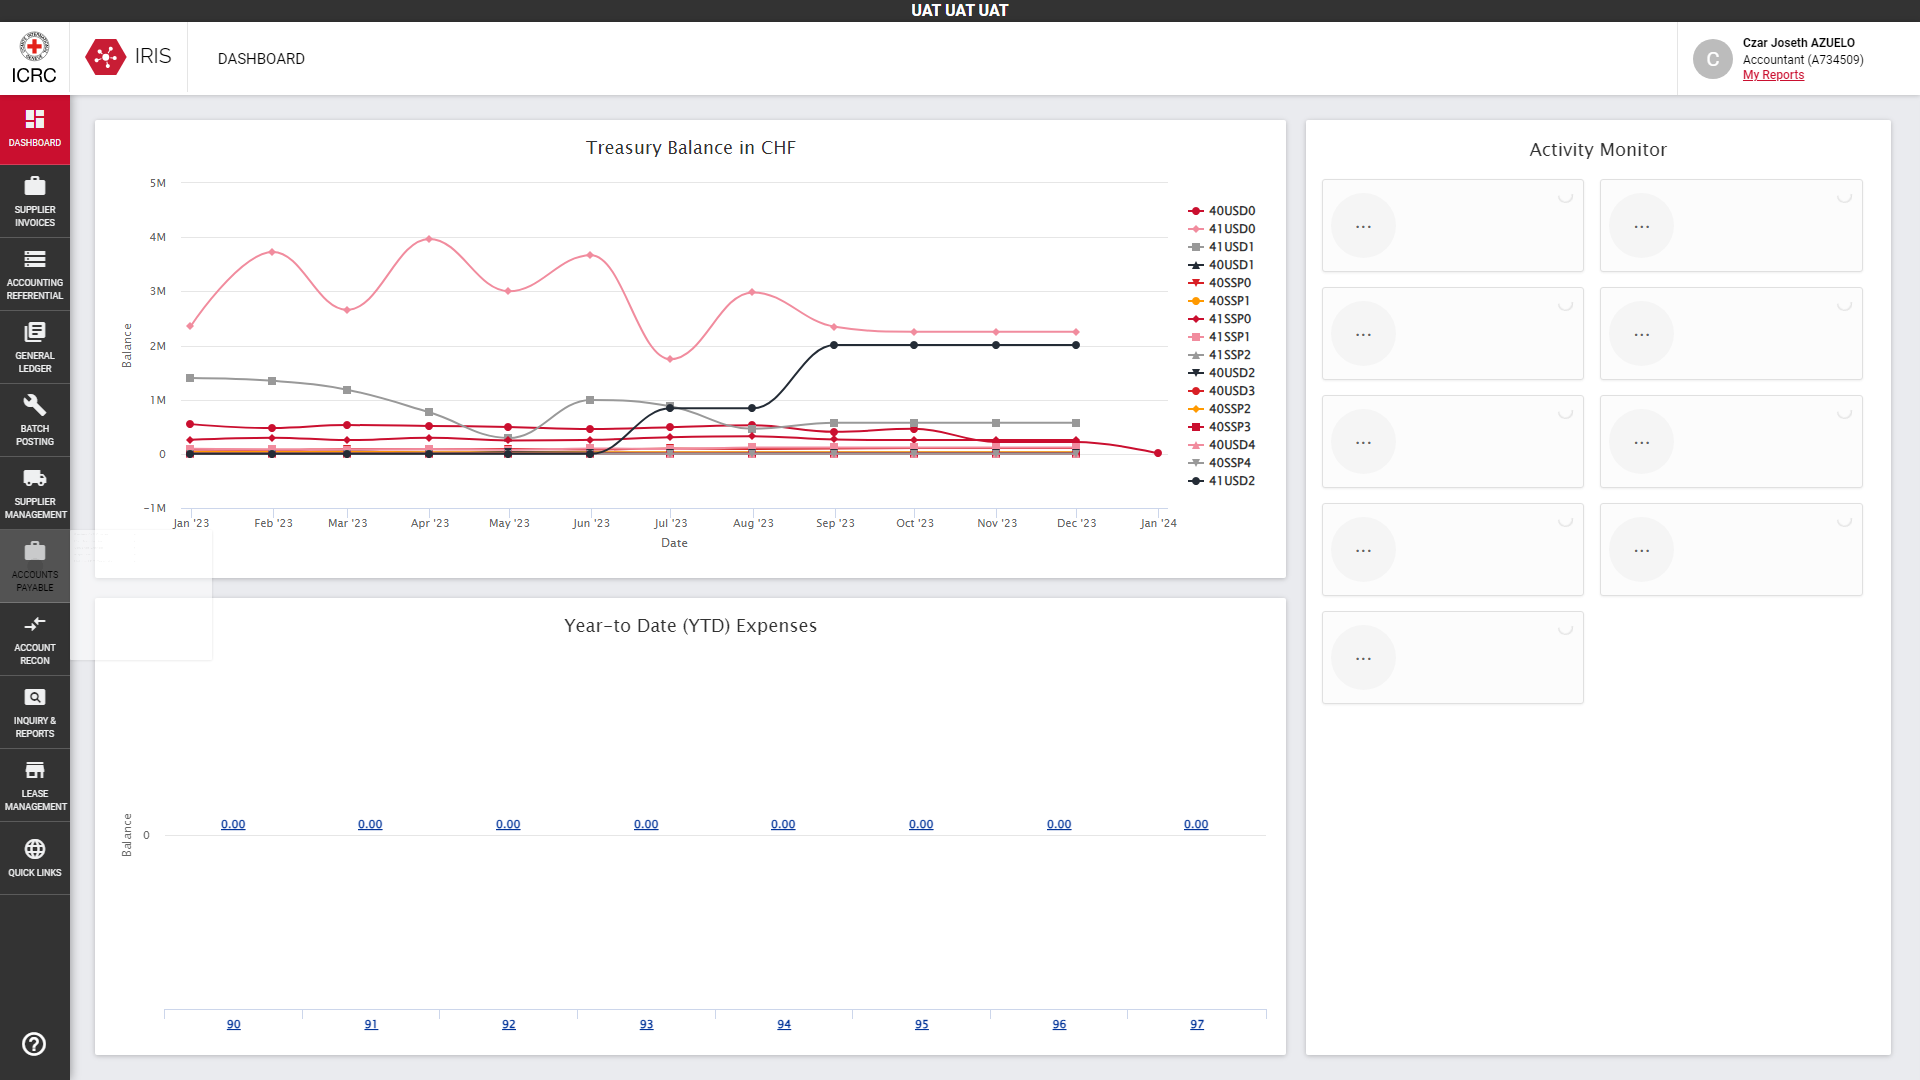 UAT UAT UAT
ICRC
IRIS
DASHBOARD
Czar Joseth AZUELO
Accountant (A734509)
My Reports
C
DASHBOARD
SUPPLIER
INVOICES
ACCOUNTING
REFERENTIAL
GENERAL
LEDGER
BATCH
POSTING
SUPPLIER
MANAGEMENT
ACCOUNTS
PAYABLE
ACCOUNT
RECON
INQUIRY &
REPORTS
LEASE
MANAGEMENT
QUICK LINKS
Treasury Balance in CHF
5M
4M
3M
2M
1M
0
-1M
Balance
Jan '23 Feb '23 Mar '23 Apr '23 May '23 Jun '23 Jul '23 Aug '23 Sep '23 Oct '23 Nov '23 Dec '23 Jan '24
Date
40USD0
41USD0
41USD1
40USD1
40SSP0
40SSP1
41SSP0
41SSP1
41SSP2
40USD2
40USD3
40SSP2
40SSP3
40USD4
40SSP4
41USD2
Year-to Date (YTD) Expenses
Balance
0
0.00 0.00 0.00 0.00 0.00 0.00 0.00 0.00
90 91 92 93 94 95 96 97
Activity Monitor
... ...
... ...
... ...
... ...
...